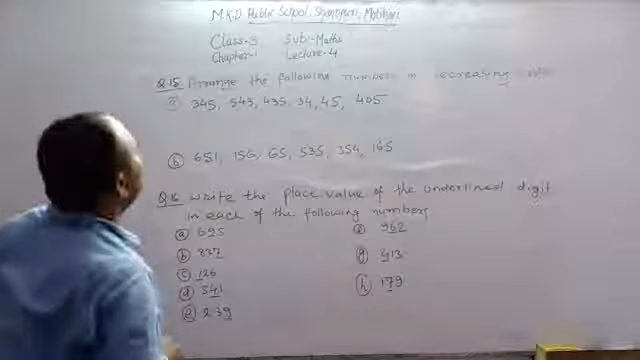 M.K.D Public School, Shantipuri, Motihari
Class-3 Sub:-Maths
Chapter-1 Lecture-4
Q.15 Arrange the following numbers in decreasing order
345, 543, 435, 34, 45, 405
(b) 651, 156, 65, 535, 354, 165
Q.16 Write the place value of the underlined digit
in each of the following numbers
(a) 695 962
(b) 837 (g) 413
(c) 126 (h) 179
(d) 541
(e) 239